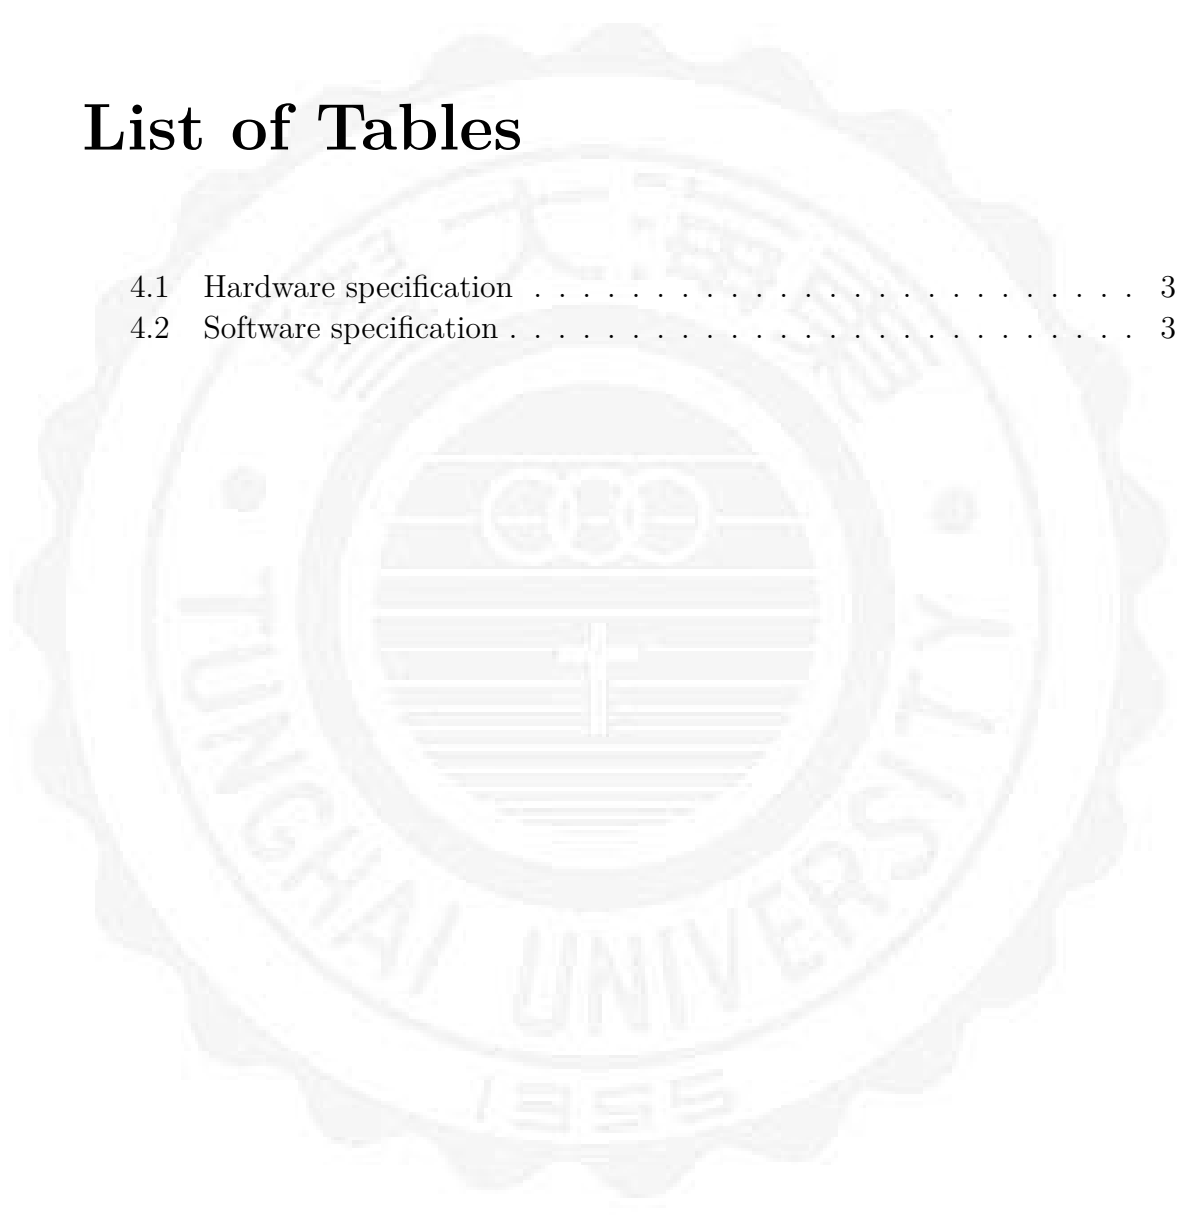 List of Tables
4.1 Hardware specification . . . . . . . . . . . . . . . . . . . . . . . . . 3
4.2 Software specification . . . . . . . . . . . . . . . . . . . . . . . . . . 3
TUNGHAI UNIVERSITY
1955